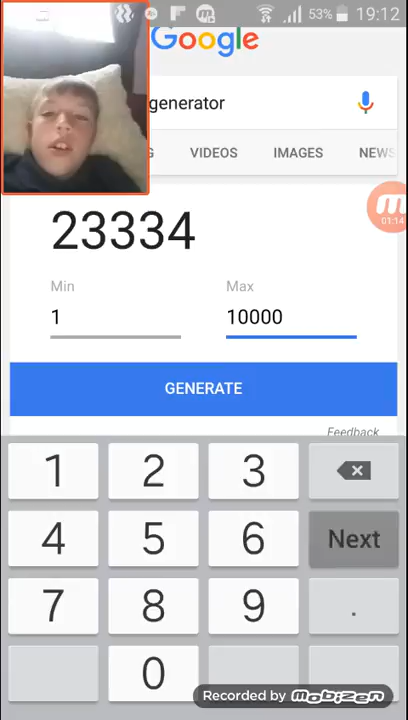 53% 19:12
Google
generator
VIDEOS IMAGES NEWS
23334
01:14
Min Max
1 10000
GENERATE
Feedback
1 2 3
4 5 6 Next
7 8 9 .
0
Recorded by mobizen